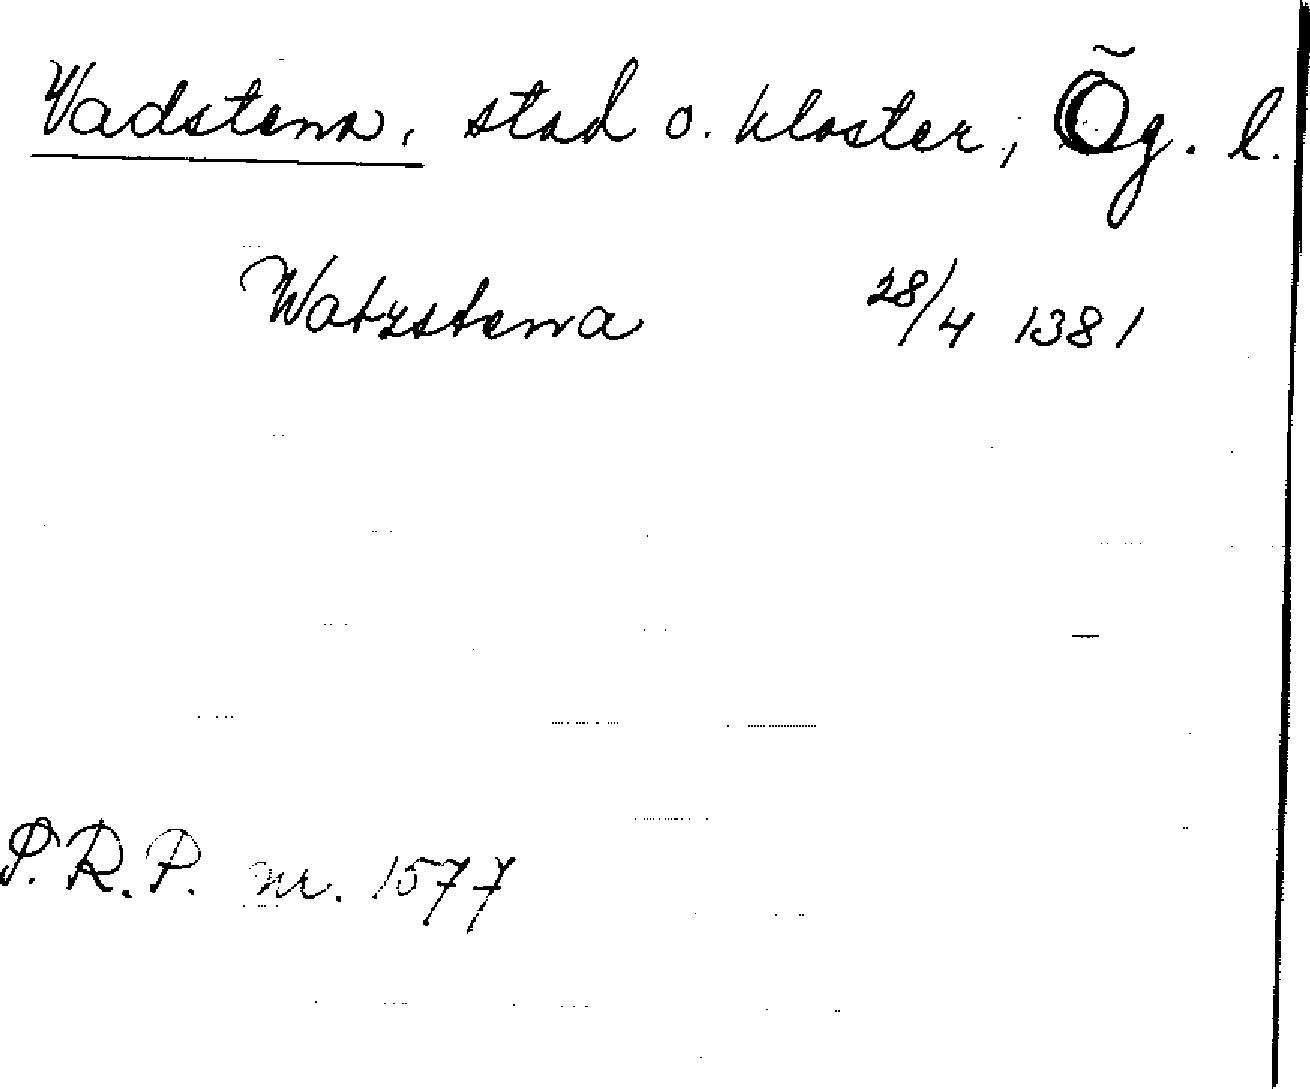 Vadstena, stad o. kloster, Ög. l.
Watzstena 28/4 1381
S.R.P. nr. 1577